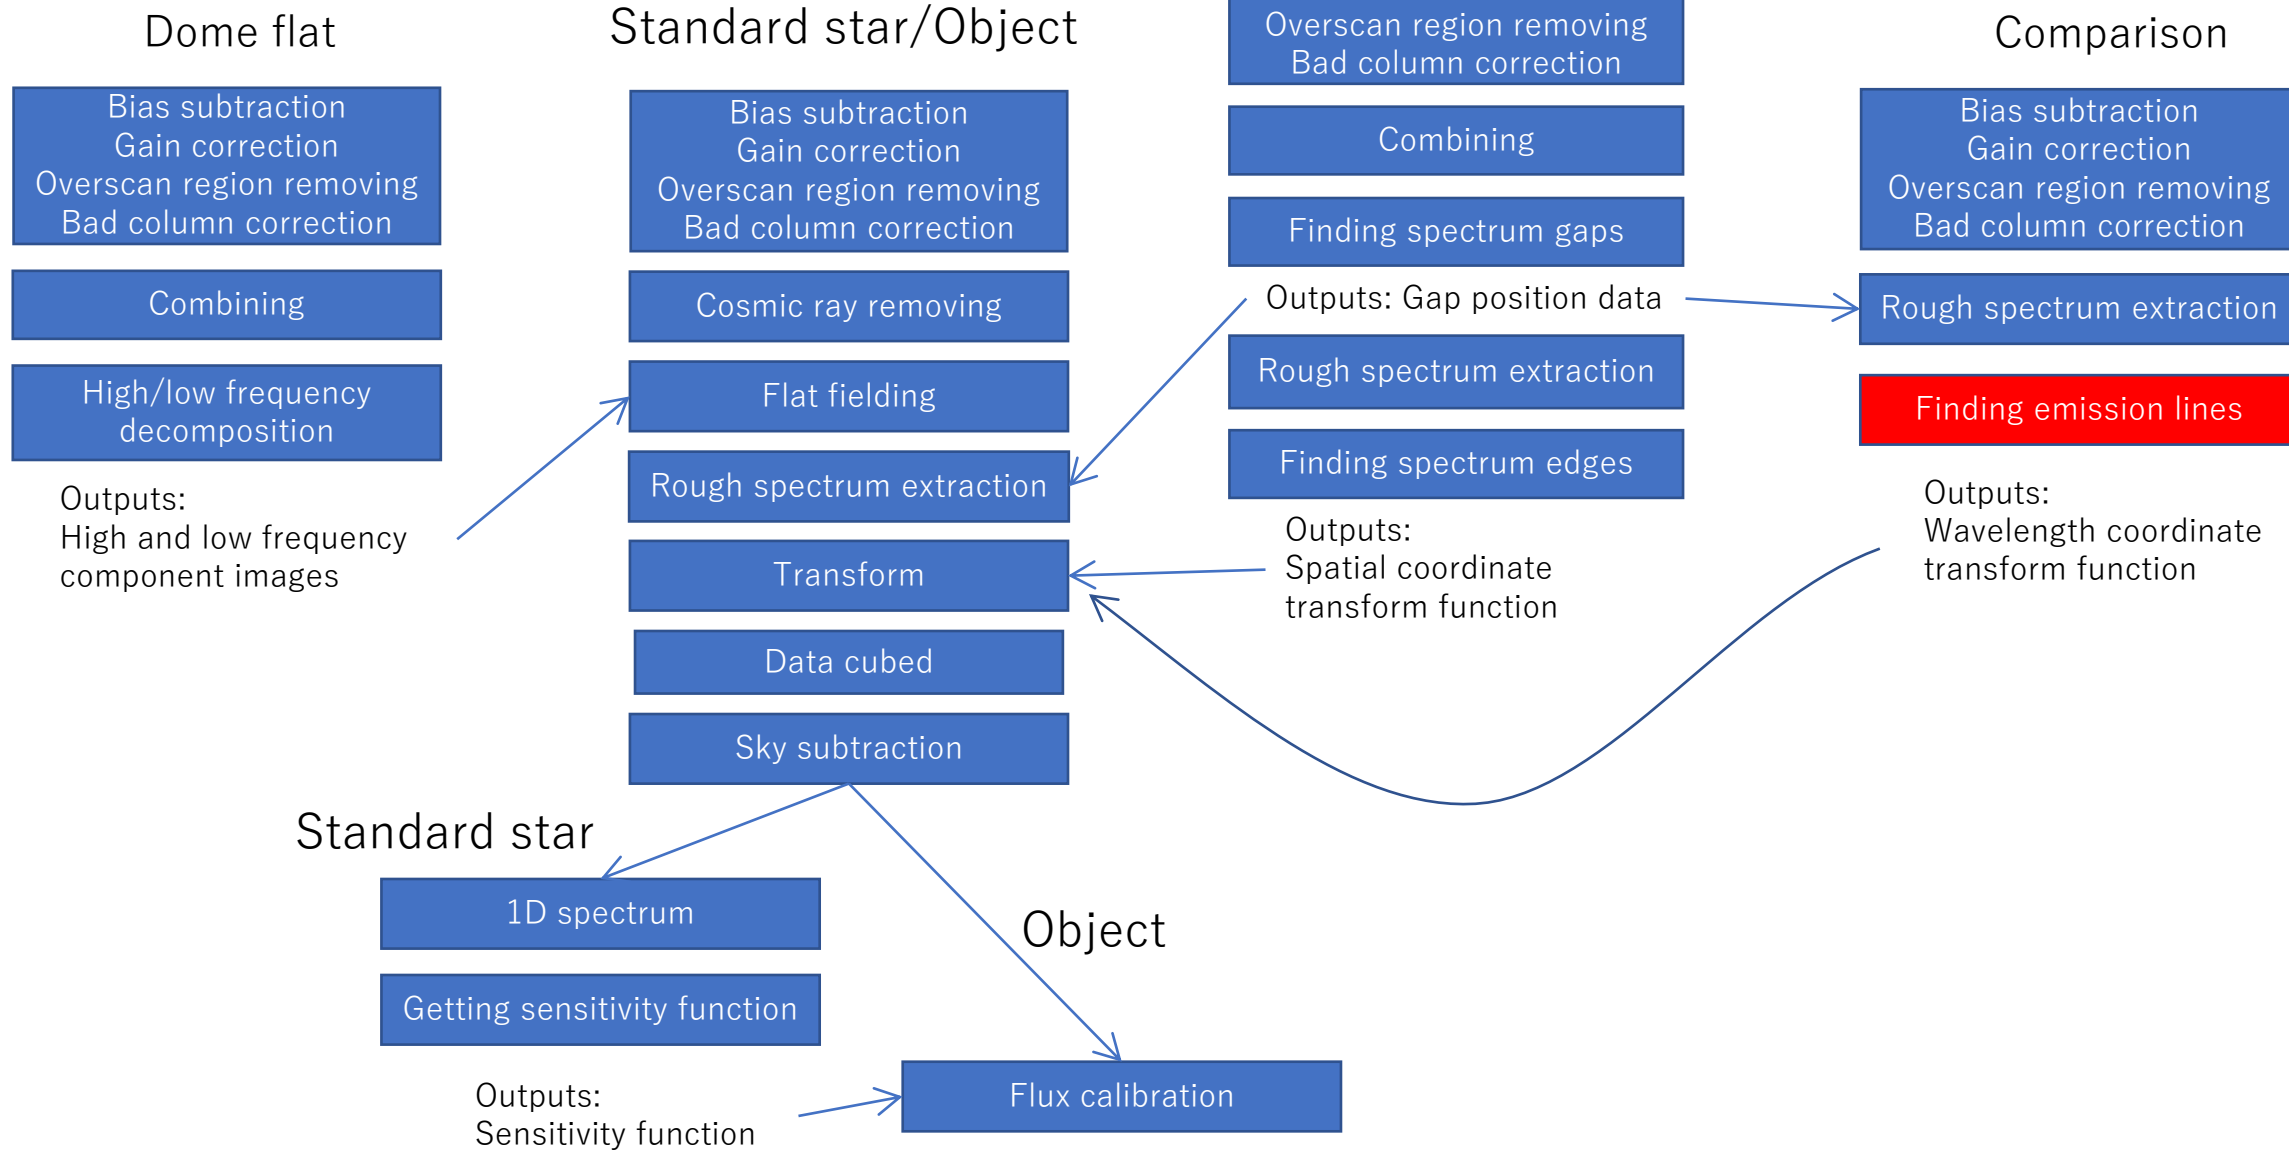 Dome flat
Bias subtraction
Gain correction
Overscan region removing
Bad column correction
Combining
High/low frequency
decomposition
Outputs:
High and low frequency
component images
Standard star/Object
Bias subtraction
Gain correction
Overscan region removing
Bad column correction
Cosmic ray removing
Flat fielding
Rough spectrum extraction
Transform
Data cubed
Sky subtraction
Overscan region removing
Bad column correction
Combining
Finding spectrum gaps
Outputs: Gap position data
Rough spectrum extraction
Finding spectrum edges
Outputs:
Spatial coordinate
transform function
Comparison
Bias subtraction
Gain correction
Overscan region removing
Bad column correction
Rough spectrum extraction
Finding emission lines
Outputs:
Wavelength coordinate
transform function
Standard star
1D spectrum
Getting sensitivity function
Outputs:
Sensitivity function
Object
Flux calibration